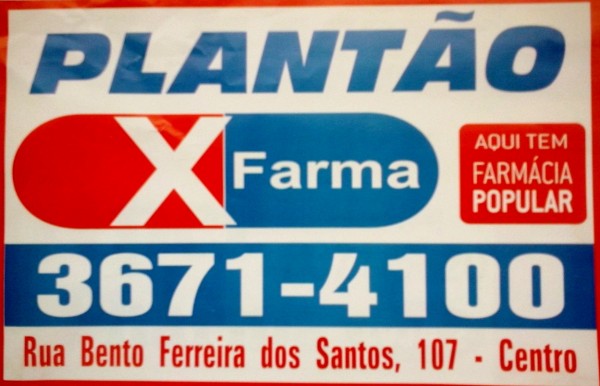 PLANTÃO
X Farma
AQUI TEM
FARMÁCIA
POPULAR
3671-4100
Rua Bento Ferreira dos Santos, 107 - Centro